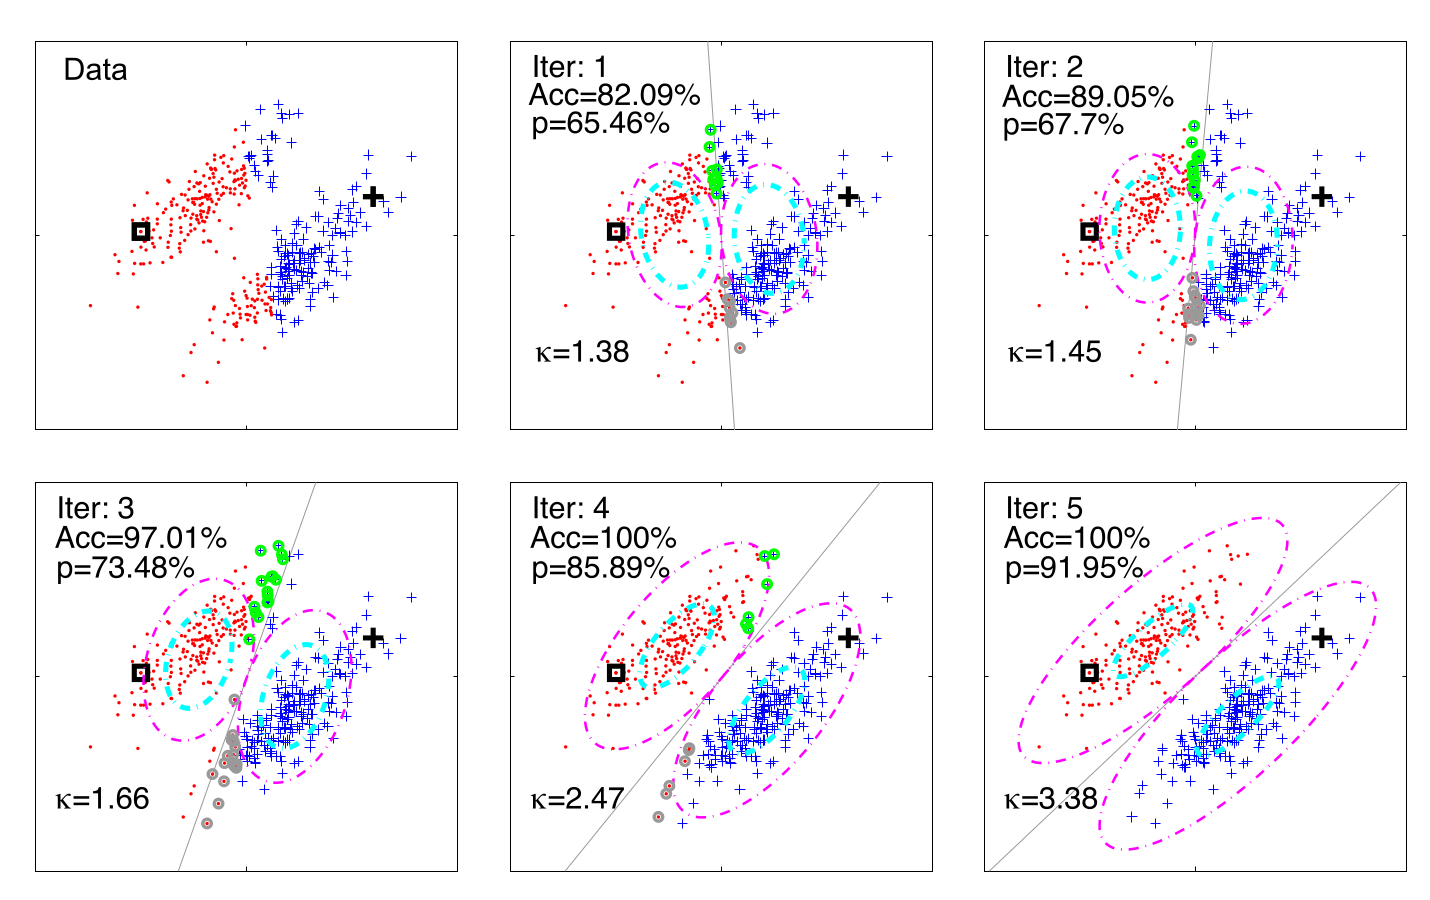 Data
Iter: 1
Acc=82.09%
p=65.46%
κ=1.38
Iter: 2
Acc=89.05%
p=67.7%
κ=1.45
Iter: 3
Acc=97.01%
p=73.48%
κ=1.66
Iter: 4
Acc=100%
p=85.89%
κ=2.47
Iter: 5
Acc=100%
p=91.95%
κ=3.38